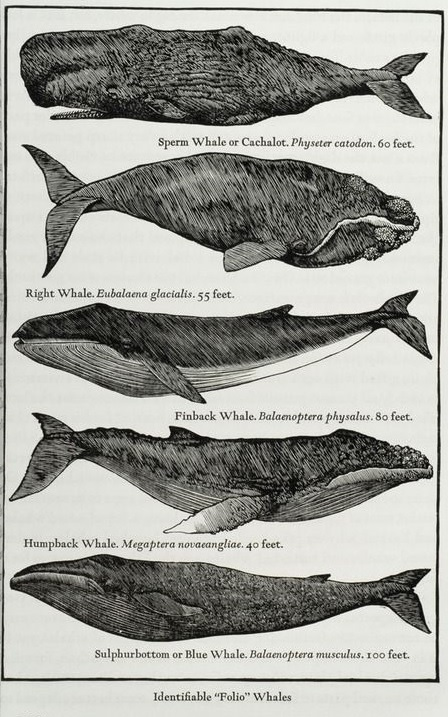 Sperm Whale or Cachalot. Physeter catodon. 60 feet.
Right Whale. Eubalaena glacialis. 55 feet.
Finback Whale. Balaenoptera physalus. 80 feet.
Humpback Whale. Megaptera novaeangliae. 40 feet.
Sulphurbottom or Blue Whale. Balaenoptera musculus. 100 feet.
Identifiable “Folio” Whales